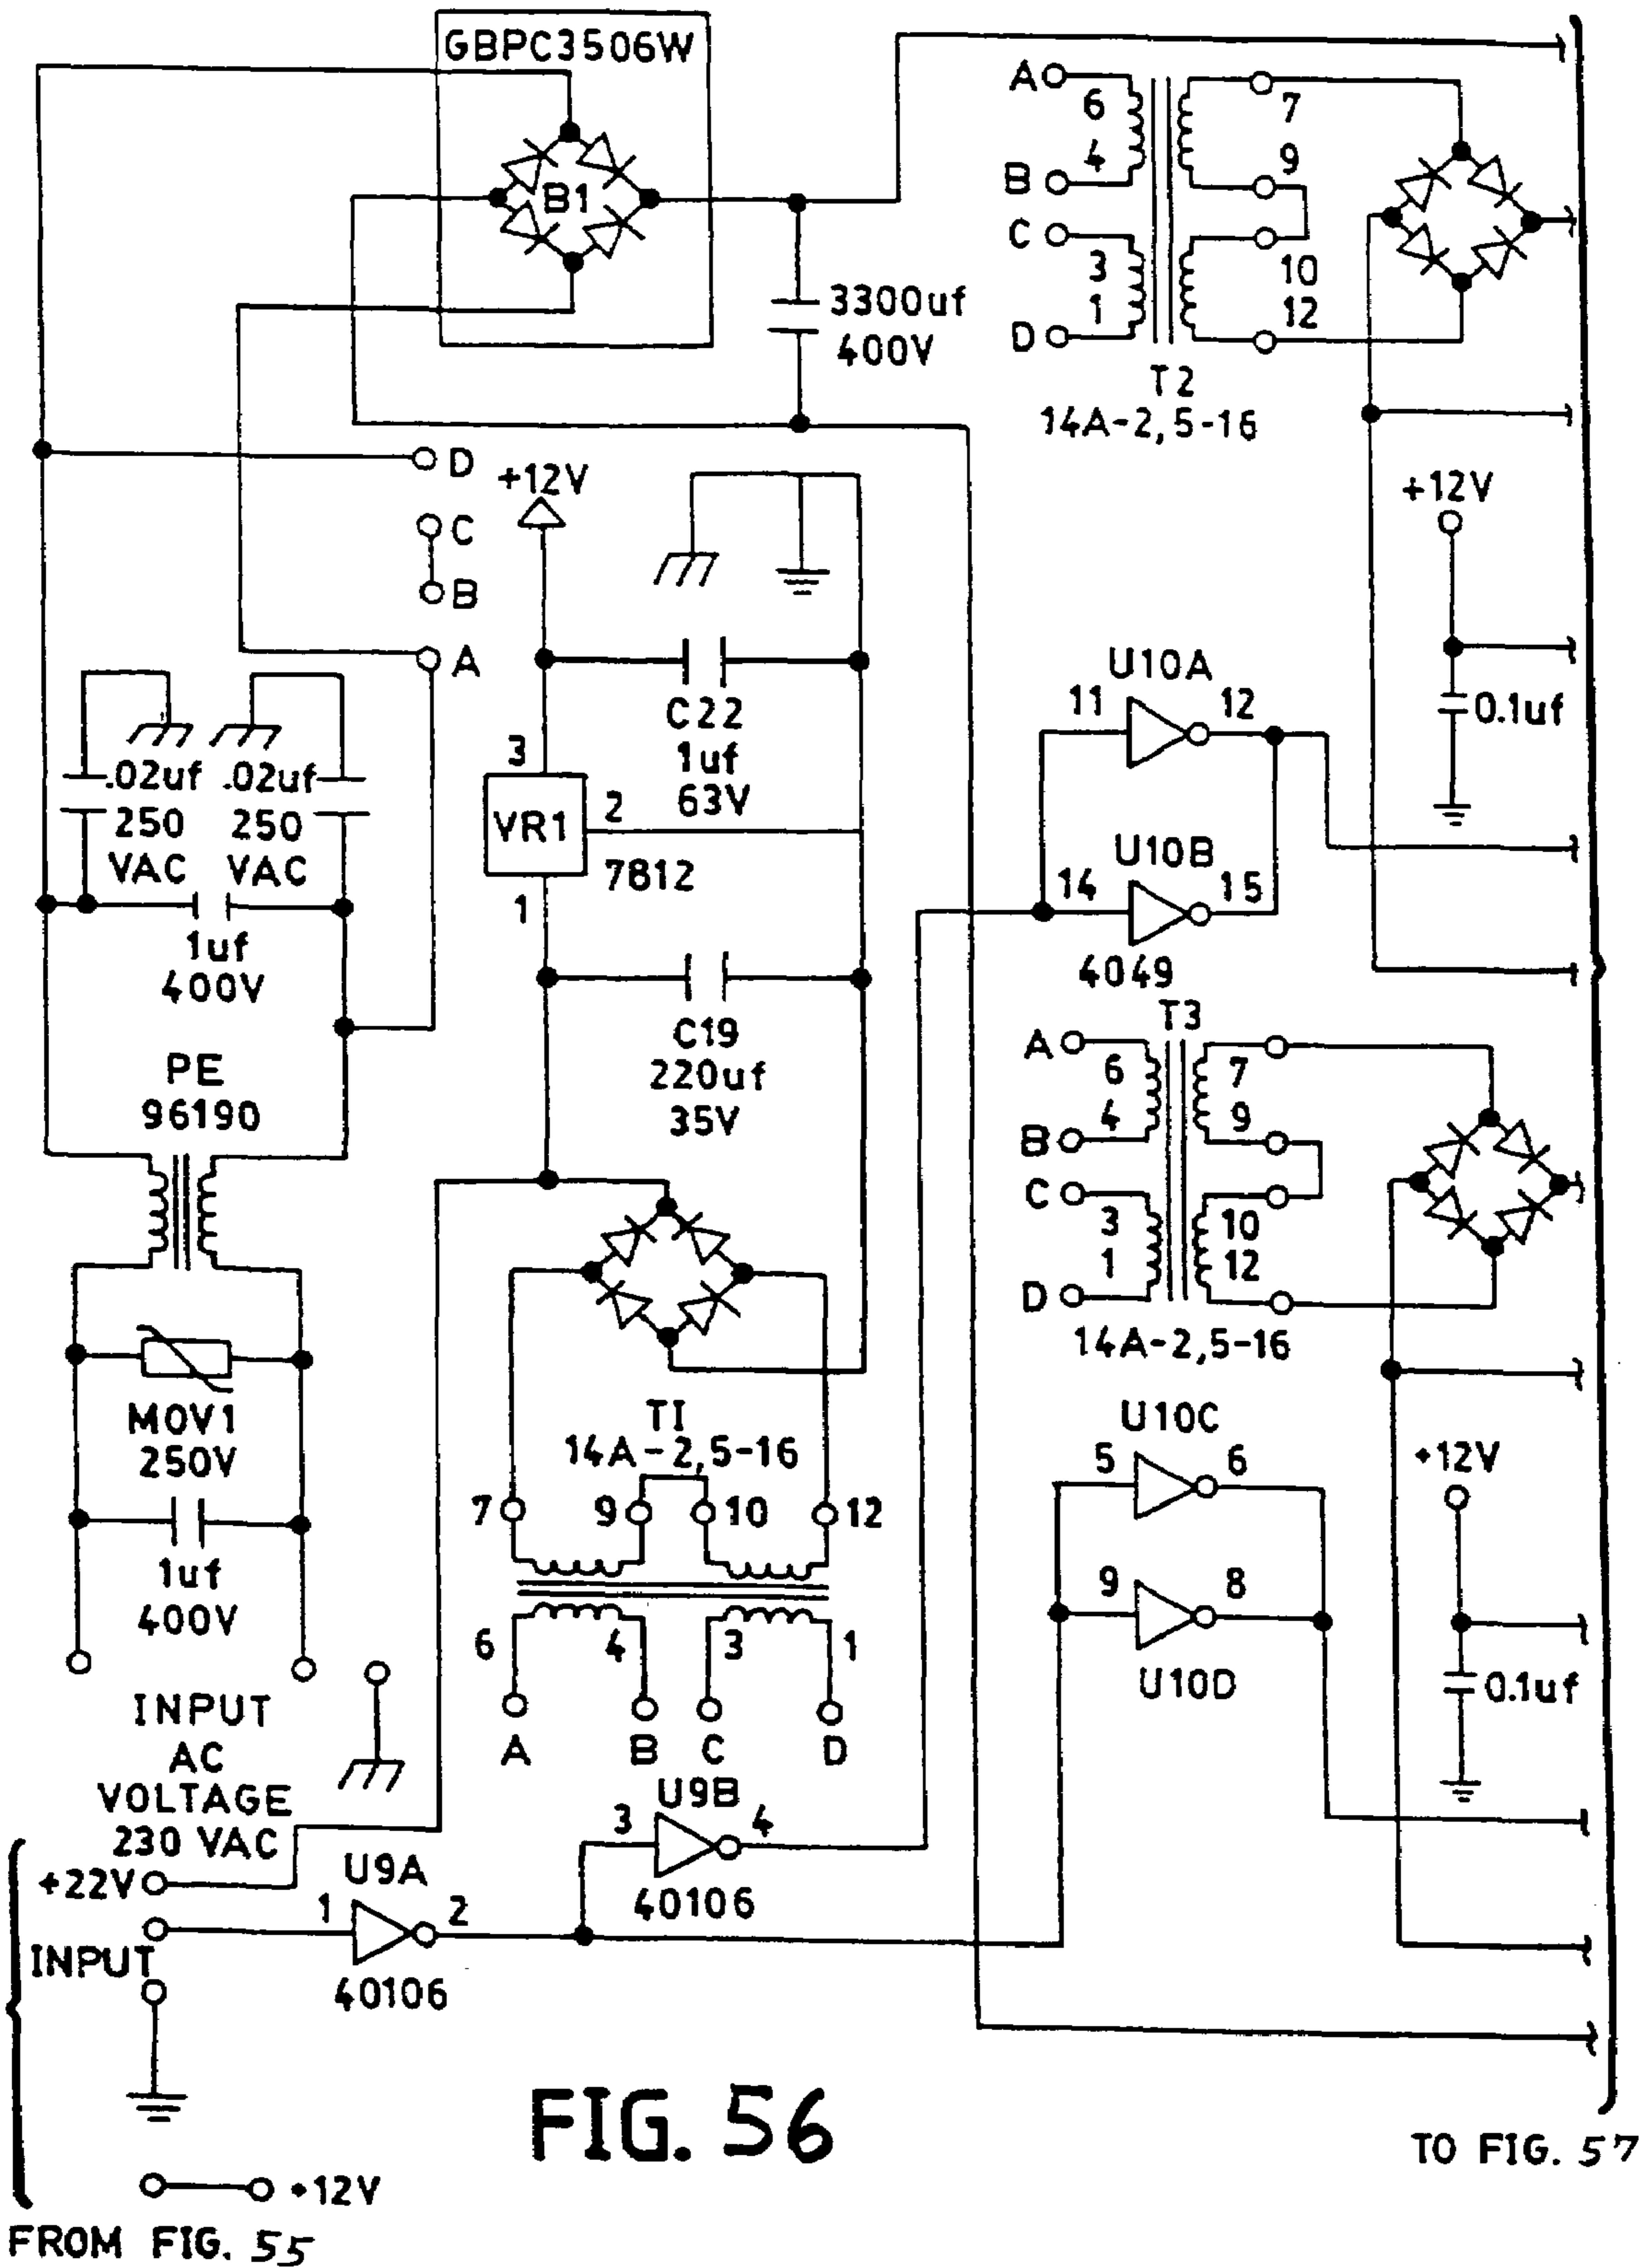 GBPC3506W
B1
3300uf
400V
A
6
4
B
C
3
1
D
7
9
10
12
T2
14A-2,5-16
D
C
B
A
+12V
+12V
0.1uf
.02uf
250
VAC
.02uf
250
VAC
1uf
400V
C22
1uf
63V
3
VR1
2
7812
1
C19
220uf
35V
U10A
11
12
U10B
14
15
4049
PE
96190
MOV1
250V
1uf
400V
INPUT
AC
VOLTAGE
230 VAC
T1
14A-2,5-16
7
9
10
12
6
4
3
1
A
B
C
D
T3
A
6
4
B
C
3
1
D
7
9
10
12
14A-2,5-16
U10C
5
6
9
8
U10D
+12V
0.1uf
+22V
INPUT
U9A
1
2
40106
U9B
3
4
40106
+12V
FROM FIG. 55
FIG. 56
TO FIG. 57